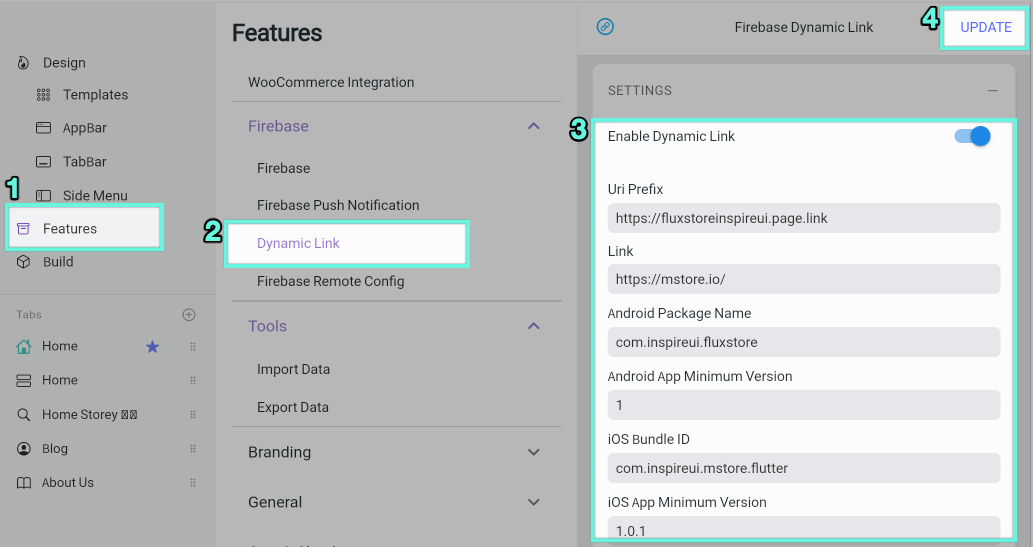 Design
Templates
AppBar
TabBar
Side Menu
1
Features
Build
Tabs
Home
Home
Home Storey
Blog
About Us
Features
WooCommerce Integration
Firebase
Firebase
Firebase Push Notification
2
Dynamic Link
Firebase Remote Config
Tools
Import Data
Export Data
Branding
General
Firebase Dynamic Link
4
UPDATE
SETTINGS
3
Enable Dynamic Link
Uri Prefix
https://fluxstoreinspireui.page.link
Link
https://mstore.io/
Android Package Name
com.inspireui.fluxstore
Android App Minimum Version
1
iOS Bundle ID
com.inspireui.mstore.flutter
iOS App Minimum Version
1.0.1